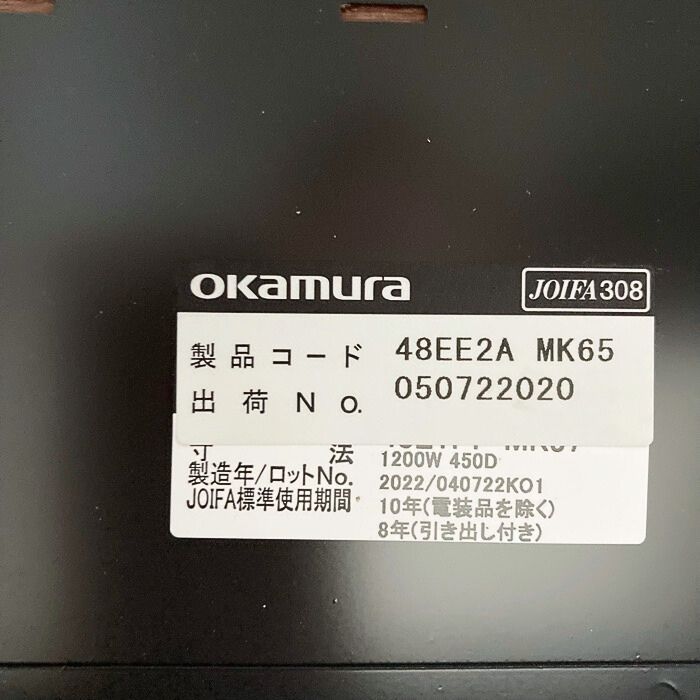 okamura
JOIFA308
製品コード 48EE2A MK65
出荷No. 050722020
寸法 1200W 450D
製造年/ロットNo. 2022/040722K01
JOIFA標準使用期間 10年(電装品を除く)
8年(引き出し付き)